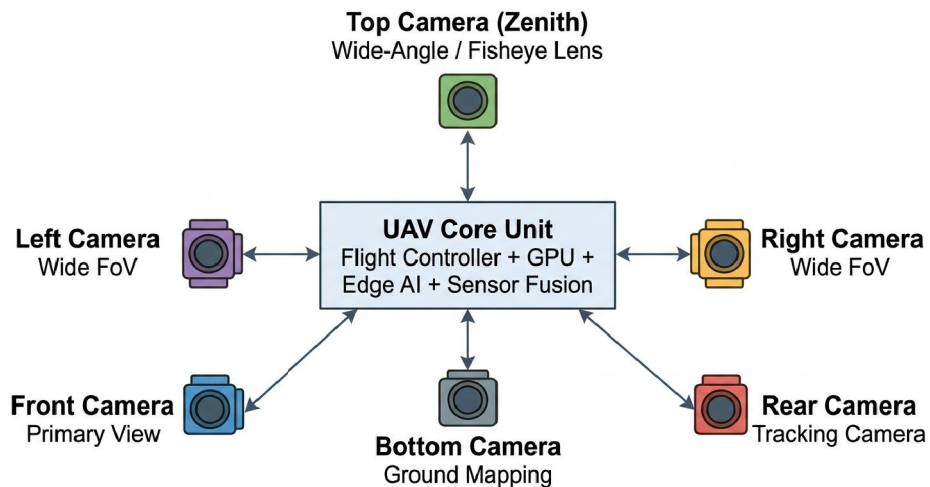 Top Camera (Zenith)
Wide-Angle / Fisheye Lens
Left Camera
Wide FoV
UAV Core Unit
Flight Controller + GPU +
Edge AI + Sensor Fusion
Right Camera
Wide FoV
Front Camera
Primary View
Bottom Camera
Ground Mapping
Rear Camera
Tracking Camera